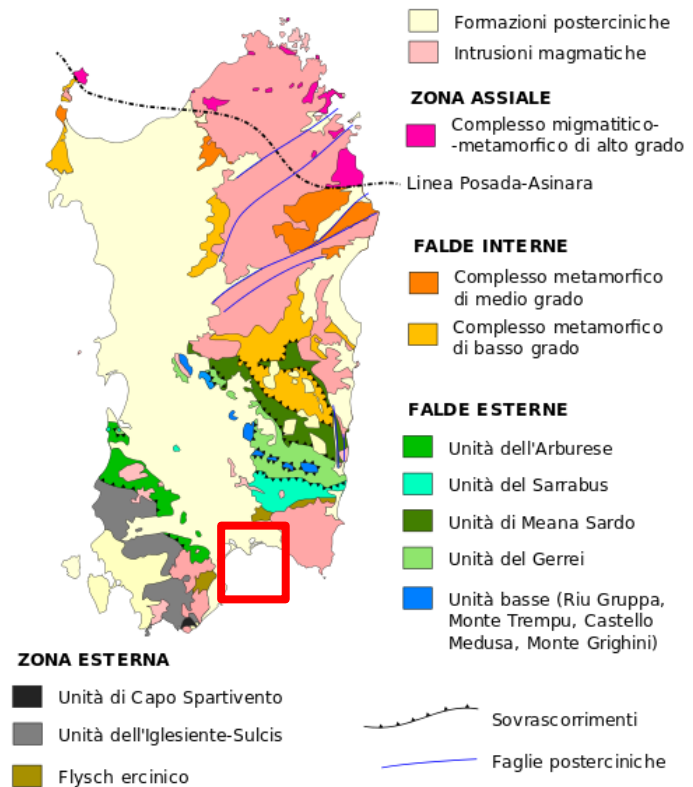 Formazioni posterciniche
Intrusioni magmatiche
ZONA ASSIALE
Complesso migmatitico-
-metamorfico di alto grado
Linea Posada-Asinara
FALDE INTERNE
Complesso metamorfico
di medio grado
Complesso metamorfico
di basso grado
FALDE ESTERNE
Unità dell'Arburese
Unità del Sarrabus
Unità di Meana Sardo
Unità del Gerrei
Unità basse (Riu Gruppa,
Monte Trempu, Castello
Medusa, Monte Grighini)
ZONA ESTERNA
Unità di Capo Spartivento
Unità dell'Iglesiente-Sulcis
Flysch ercinico
Sovrascorrimenti
Faglie posterciniche